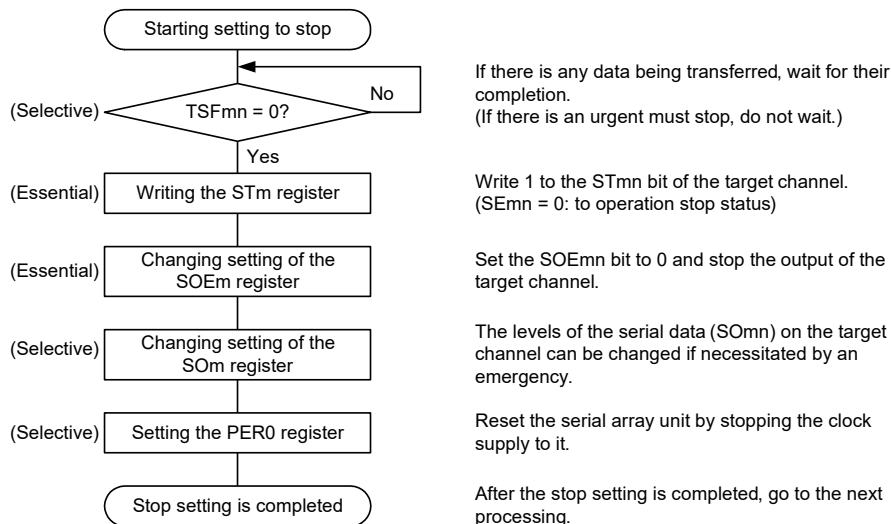 Starting setting to stop
No
If there is any data being transferred, wait for their
completion.
(If there is an urgent must stop, do not wait.)
(Selective)
TSFmn = 0?
Yes
(Essential)
Writing the STm register
Write 1 to the STmn bit of the target channel.
(SEmn = 0: to operation stop status)
(Essential)
Changing setting of the
SOEm register
Set the SOEmn bit to 0 and stop the output of the
target channel.
(Selective)
Changing setting of the
SOm register
The levels of the serial data (SOmn) on the target
channel can be changed if necessitated by an
emergency.
(Selective)
Setting the PER0 register
Reset the serial array unit by stopping the clock
supply to it.
Stop setting is completed
After the stop setting is completed, go to the next
processing.